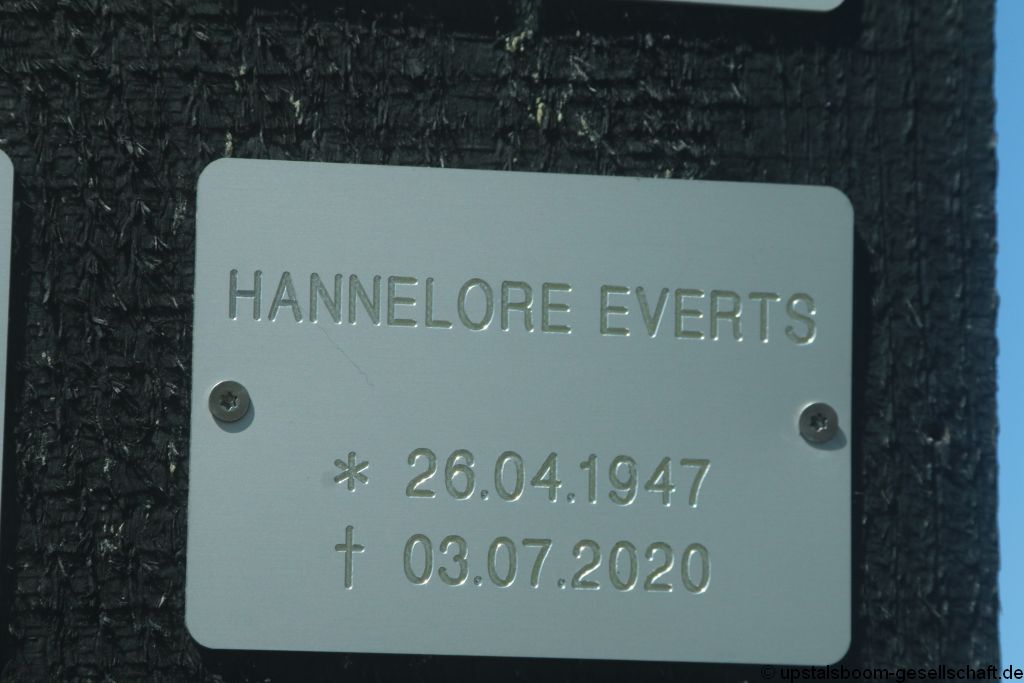 HANNELORE EVERTS
* 26.04.1947
† 03.07.2020
© upstalsboom-gesellschaft.de